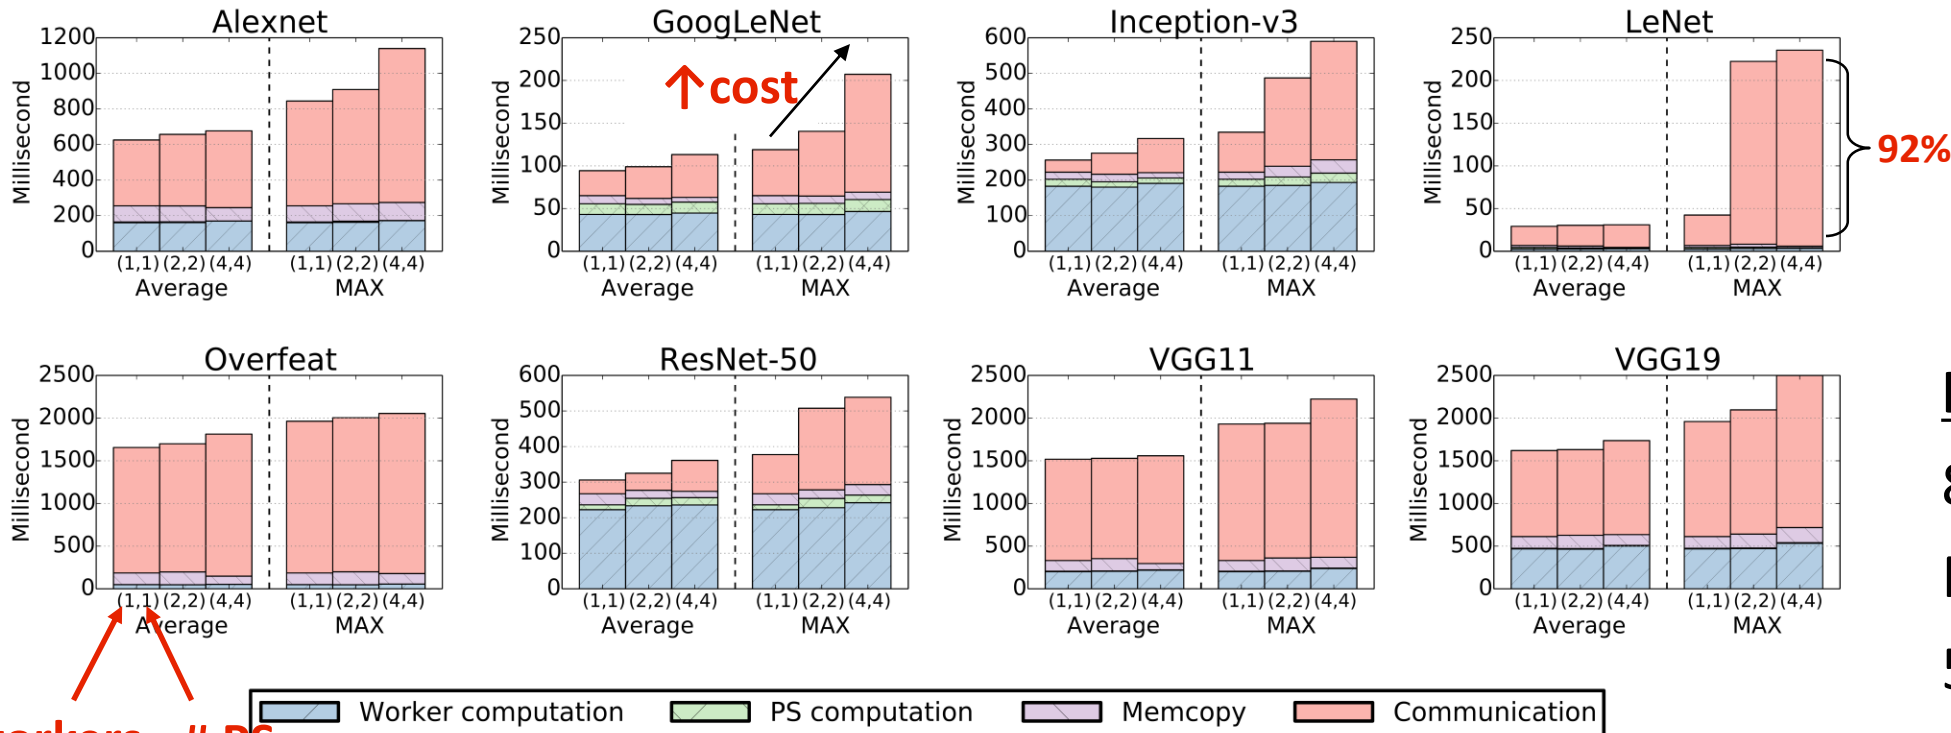 Alexnet
1200
1000
800
600
400
200
0
Millisecond
(1,1) (2,2) (4,4) (1,1) (2,2) (4,4)
Average MAX
GoogLeNet
250
200
150
100
50
0
Millisecond
↑cost
(1,1) (2,2) (4,4) (1,1) (2,2) (4,4)
Average MAX
Inception-v3
600
500
400
300
200
100
0
Millisecond
(1,1) (2,2) (4,4) (1,1) (2,2) (4,4)
Average MAX
LeNet
250
200
150
100
50
0
Millisecond
92%
(1,1) (2,2) (4,4) (1,1) (2,2) (4,4)
Average MAX
Overfeat
2500
2000
1500
1000
500
0
Millisecond
(1,1) (2,2) (4,4) (1,1) (2,2) (4,4)
Average MAX
ResNet-50
600
500
400
300
200
100
0
Millisecond
(1,1) (2,2) (4,4) (1,1) (2,2) (4,4)
Average MAX
VGG11
2500
2000
1500
1000
500
0
Millisecond
(1,1) (2,2) (4,4) (1,1) (2,2) (4,4)
Average MAX
VGG19
2500
2000
1500
1000
500
0
Millisecond
(1,1) (2,2) (4,4) (1,1) (2,2) (4,4)
Average MAX
# PS
Worker computation PS computation Memcopy Communication